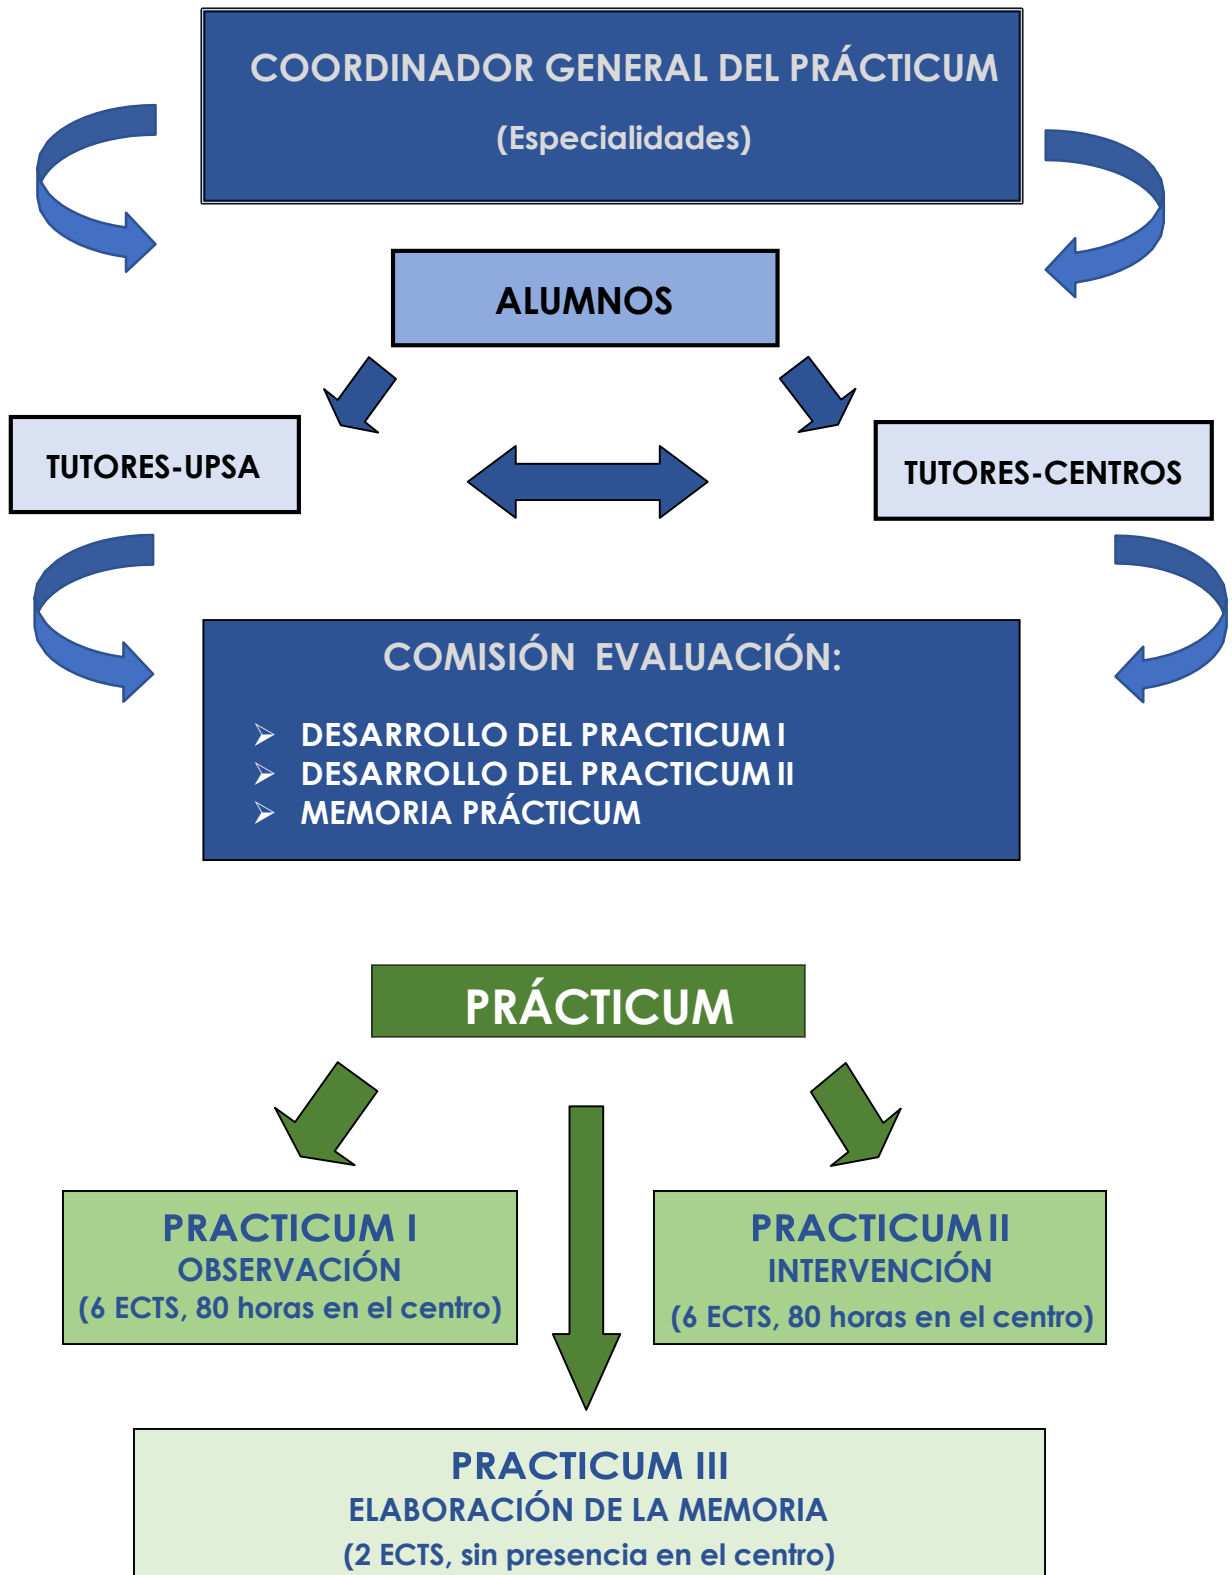 COORDINADOR GENERAL DEL PRÁCTICUM
(Especialidades)
ALUMNOS
TUTORES-UPSA
TUTORES-CENTROS
COMISIÓN EVALUACIÓN:
➢ DESARROLLO DEL PRACTICUM I
➢ DESARROLLO DEL PRACTICUM II
➢ MEMORIA PRÁCTICUM
PRÁCTICUM
PRACTICUM I
OBSERVACIÓN
(6 ECTS, 80 horas en el centro)
PRACTICUM II
INTERVENCIÓN
(6 ECTS, 80 horas en el centro)
PRACTICUM III
ELABORACIÓN DE LA MEMORIA
(2 ECTS, sin presencia en el centro)